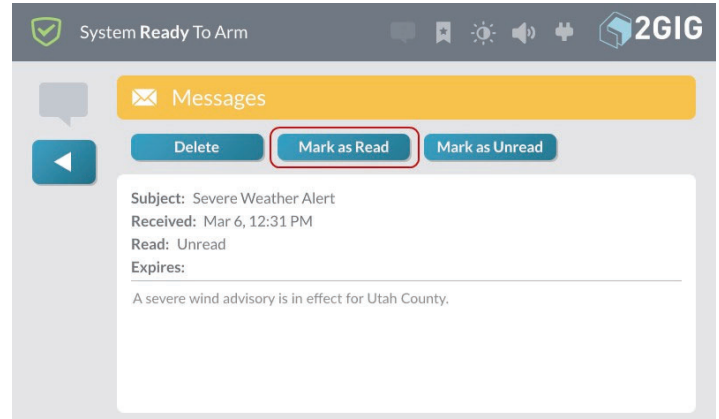 System Ready To Arm
2GIG
Messages
Delete
Mark as Read
Mark as Unread
Subject: Severe Weather Alert
Received: Mar 6, 12:31 PM
Read: Unread
Expires:
A severe wind advisory is in effect for Utah County.